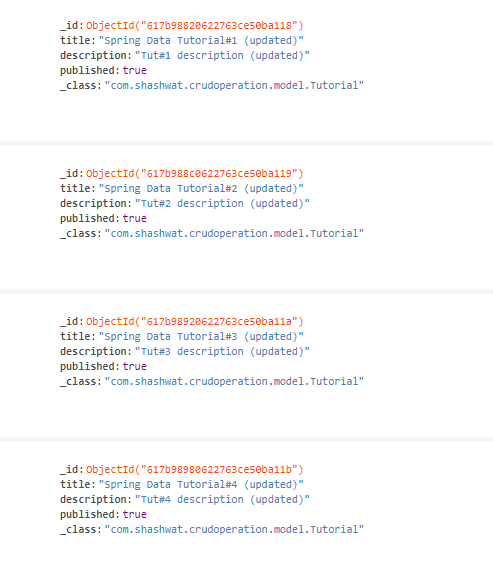 _id: ObjectId("617b98820622763ce50ba118")
title: "Spring Data Tutorial#1 (updated)"
description: "Tut#1 description (updated)"
published: true
_class: "com.shashwat.crudoperation.model.Tutorial"
_id: ObjectId("617b988c0622763ce50ba119")
title: "Spring Data Tutorial#2 (updated)"
description: "Tut#2 description (updated)"
published: true
_class: "com.shashwat.crudoperation.model.Tutorial"
_id: ObjectId("617b98920622763ce50ba11a")
title: "Spring Data Tutorial#3 (updated)"
description: "Tut#3 description (updated)"
published: true
_class: "com.shashwat.crudoperation.model.Tutorial"
_id: ObjectId("617b98980622763ce50ba11b")
title: "Spring Data Tutorial#4 (updated)"
description: "Tut#4 description (updated)"
published: true
_class: "com.shashwat.crudoperation.model.Tutorial"